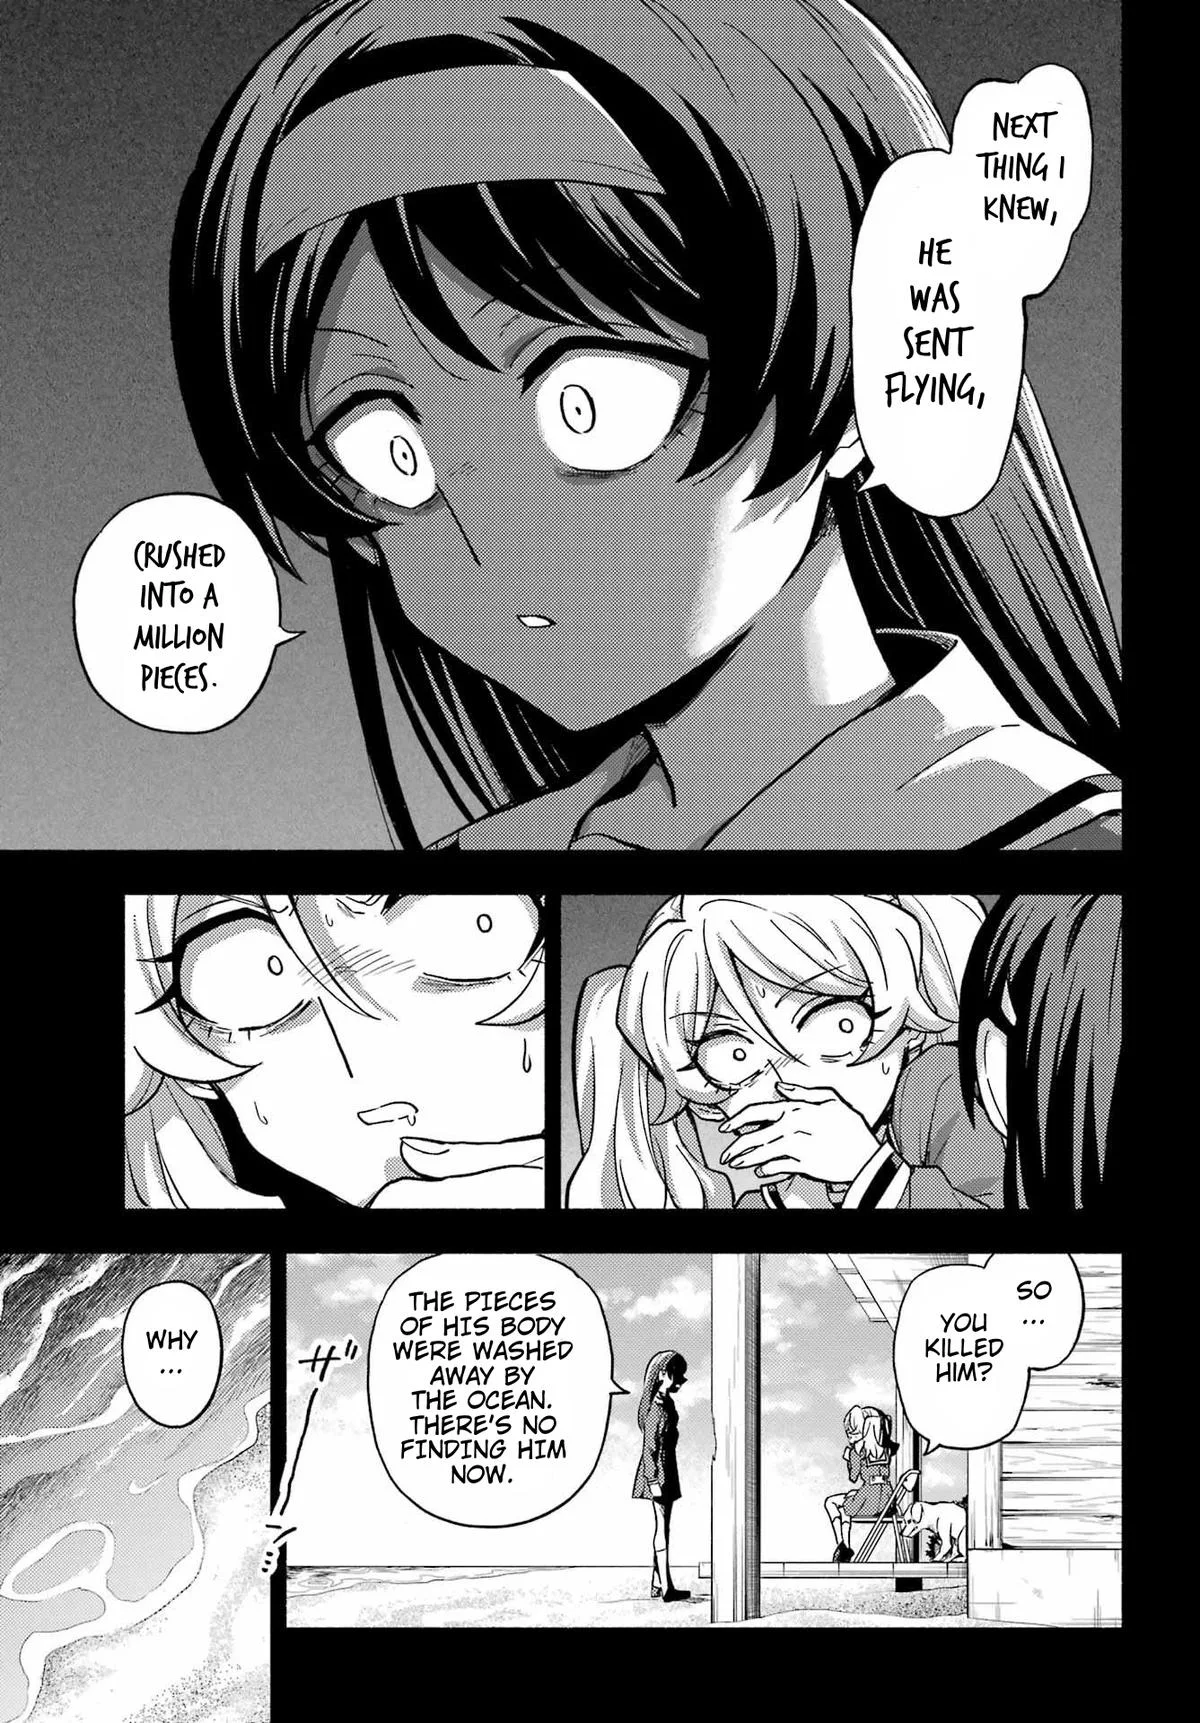 NEXT
THING I
KNEW,
HE
WAS
SENT
FLYING,
CRUSHED
INTO A
MILLION
PIECES.
SO
...
YOU
KILLED
HIM?
THE PIECES
OF HIS BODY
WERE WASHED
AWAY BY
THE OCEAN.
THERE'S NO
FINDING HIM
NOW.
ザ
WHY
...